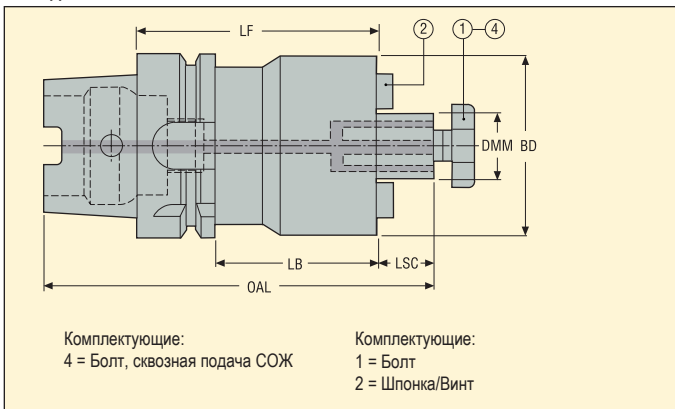 LF
2
1
4
DMM
BD
LB
LSC
OAL
Комплектующие:
4 = Болт, сквозная подача СОЖ
Комплектующие:
1 = Болт
2 = Шпонка/Винт